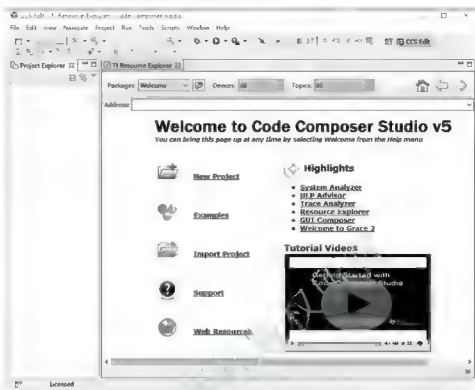 File Edit View Navigate Project Run Tools Scripts Window Help
CCS Edit
Project Explorer
TI Resource Explorer
Packages: Welcome Devices: All Topics: All
Address:
Welcome to Code Composer Studio v5
You can bring this page up at any time by selecting Welcome from the Help menu
New Project
Examples
Import Project
Support
Web Resources
Highlights
System Analyzer
ULP Advisor
Trace Analyzer
Resource Explorer
GUI Composer
Welcome to Grace 2
Tutorial Videos
Getting Started with
Code Composer Studio
Licensed